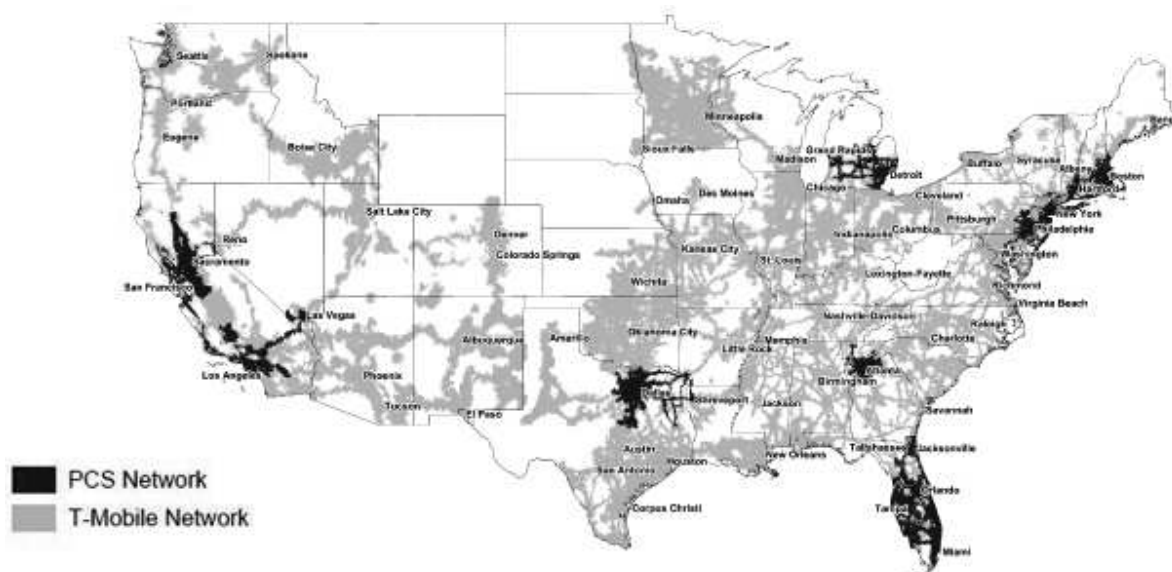 Seattle
Spokane
Portland
Eugene
Boise City
Minneapolis
Sioux Falls
Madison
Grand Rapids
Detroit
Buffalo
Syracuse
Albany
Boston
Hartford
Chicago
Cleveland
New York
Des Moines
Omaha
Salt Lake City
Reno
Sacramento
San Francisco
Denver
Colorado Springs
Kansas City
St. Louis
Indianapolis
Columbus
Pittsburgh
Philadelphia
Washington
Wichita
Lexington-Fayette
Richmond
Virginia Beach
Las Vegas
Los Angeles
Phoenix
Tucson
Albuquerque
Amarillo
Oklahoma City
El Paso
Little Rock
Memphis
Nashville-Davidson
Raleigh
Charlotte
Atlanta
Birmingham
Dallas
Shreveport
Jackson
Savannah
Austin
Houston
San Antonio
New Orleans
Tallahassee
Jacksonville
Corpus Christi
Orlando
Tampa
Miami
PCS Network
T-Mobile Network